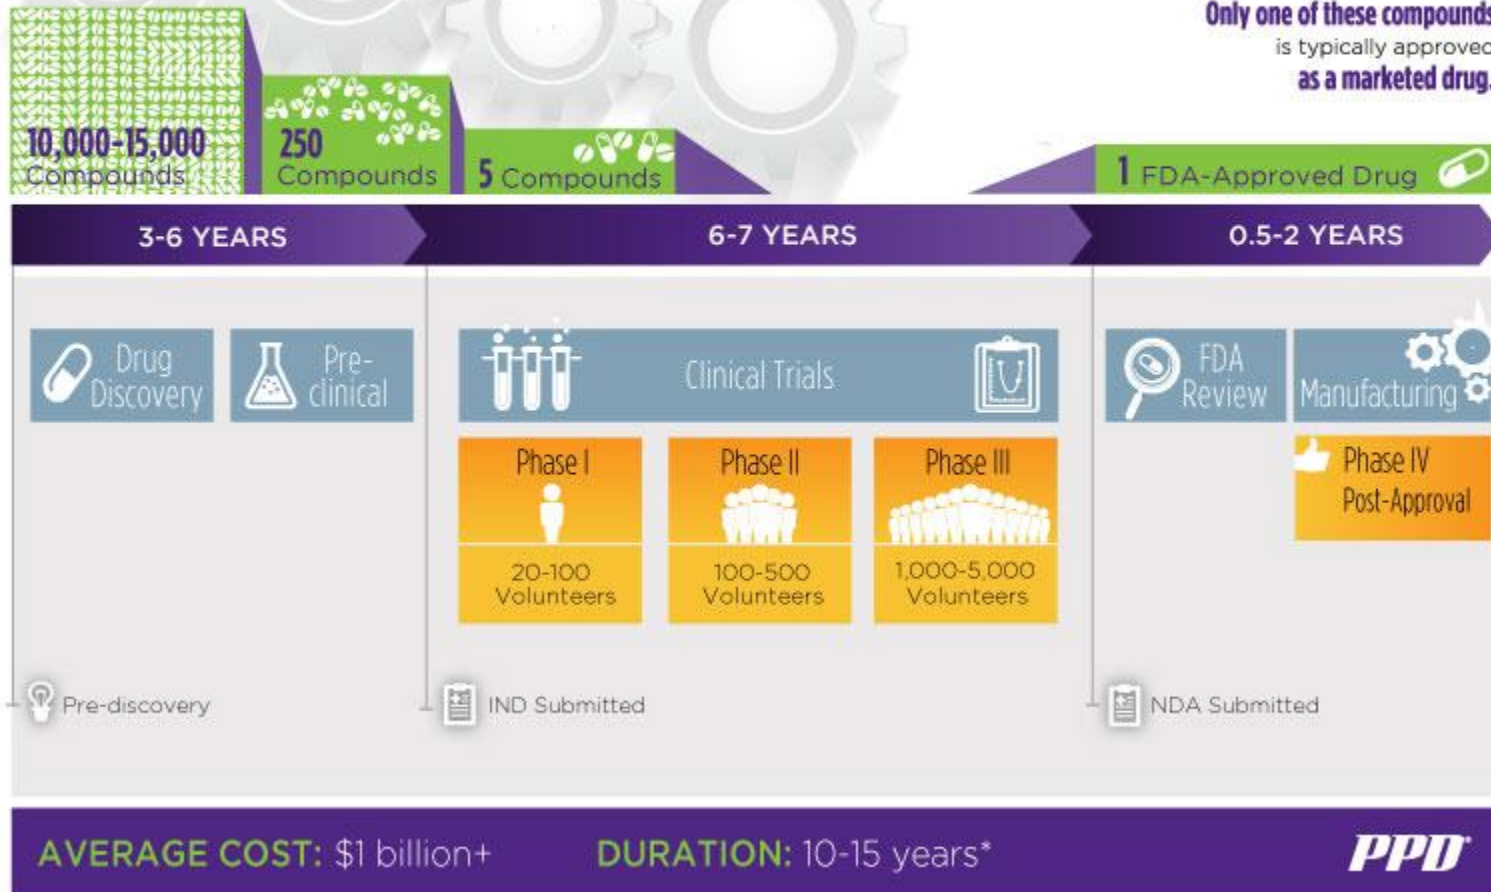 Only one of these compounds
is typically approved
as a marketed drug.
10,000-15,000
Compounds
250
Compounds
5 Compounds
1 FDA-Approved Drug
3-6 YEARS
6-7 YEARS
0.5-2 YEARS
Drug
Discovery
Pre-
clinical
Clinical Trials
FDA
Review
Manufacturing
Phase I
Phase II
Phase III
Phase IV
Post-Approval
20-100
Volunteers
100-500
Volunteers
1,000-5,000
Volunteers
Pre-discovery
IND Submitted
NDA Submitted
AVERAGE COST: $1 billion+
DURATION: 10-15 years*
PPD®